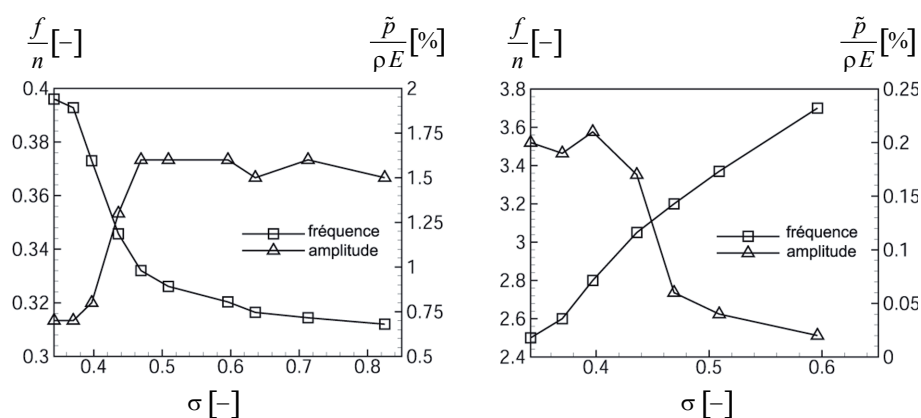 f/n [–]
p̃/ρE [%]
0.4
0.38
0.36
0.34
0.32
0.3
2
1.75
1.5
1.25
1
0.75
0.5
fréquence
amplitude
0.4 0.5 0.6 0.7 0.8
σ [–]
f/n [–]
p̃/ρE [%]
3.8
3.6
3.4
3.2
3
2.8
2.6
2.4
0.25
0.2
0.15
0.1
0.05
0
fréquence
amplitude
0.4 0.5 0.6
σ [–]